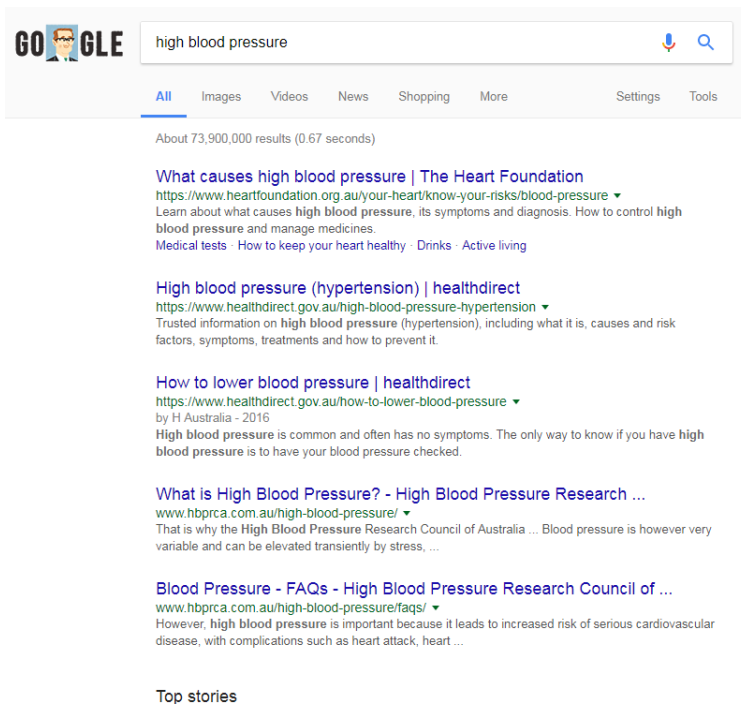 GO GLE
high blood pressure
All Images Videos News Shopping More Settings Tools
About 73,900,000 results (0.67 seconds)
What causes high blood pressure | The Heart Foundation
https://www.heartfoundation.org.au/your-heart/know-your-risks/blood-pressure
Learn about what causes high blood pressure, its symptoms and diagnosis. How to control high
blood pressure and manage medicines.
Medical tests · How to keep your heart healthy · Drinks · Active living
High blood pressure (hypertension) | healthdirect
https://www.healthdirect.gov.au/high-blood-pressure-hypertension
Trusted information on high blood pressure (hypertension), including what it is, causes and risk
factors, symptoms, treatments and how to prevent it.
How to lower blood pressure | healthdirect
https://www.healthdirect.gov.au/how-to-lower-blood-pressure
by H Australia - 2016
High blood pressure is common and often has no symptoms. The only way to know if you have high
blood pressure is to have your blood pressure checked.
What is High Blood Pressure? - High Blood Pressure Research ...
www.hbprca.com.au/high-blood-pressure/
That is why the High Blood Pressure Research Council of Australia ... Blood pressure is however very
variable and can be elevated transiently by stress, ...
Blood Pressure - FAQs - High Blood Pressure Research Council of ...
www.hbprca.com.au/high-blood-pressure/faqs/
However, high blood pressure is important because it leads to increased risk of serious cardiovascular
disease, with complications such as heart attack, heart ...
Top stories